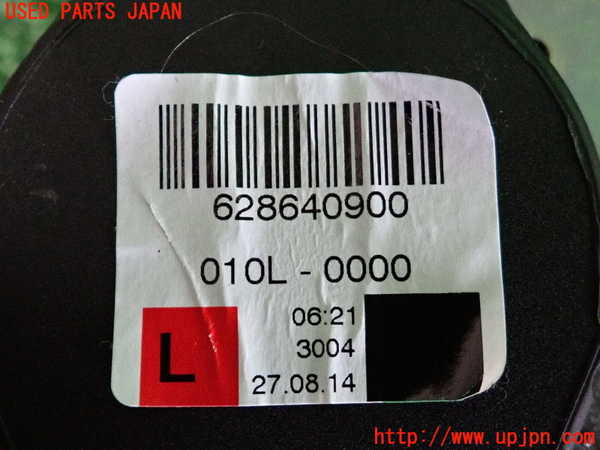 USED PARTS JAPAN
628640900
010L - 0000
06:21
3004
L
27.08.14
http://www.upjpn.com